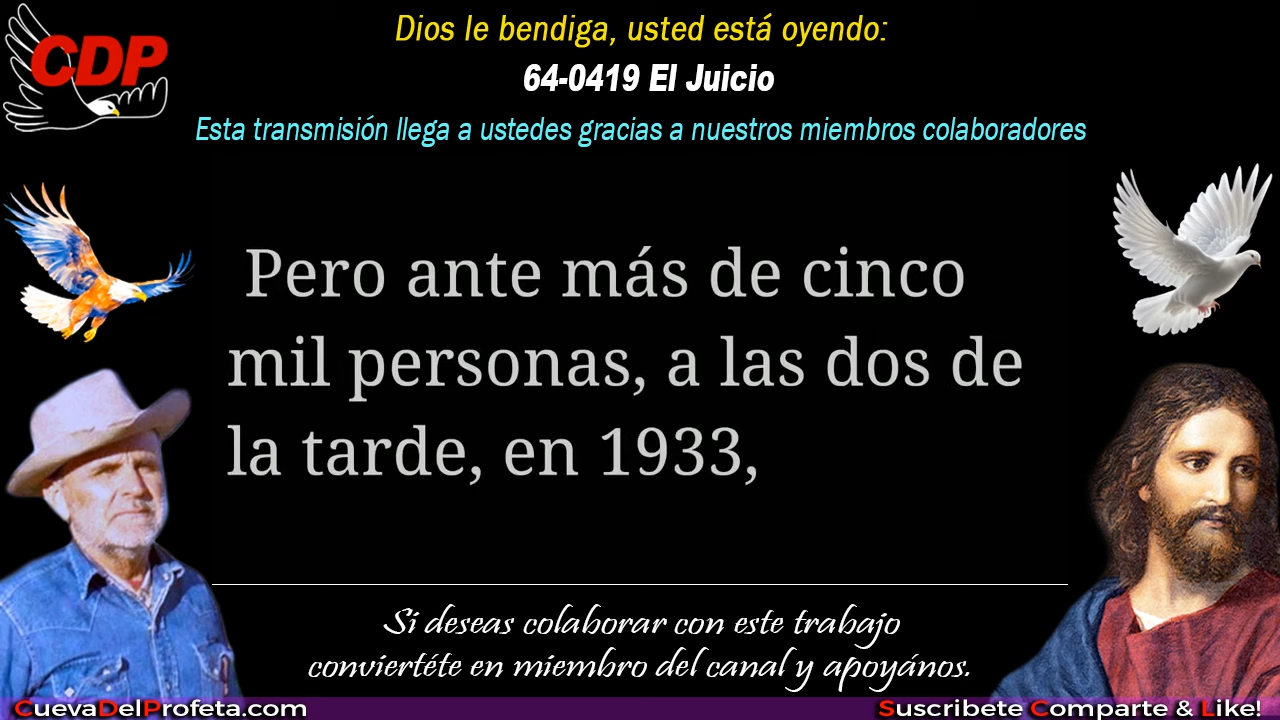 CDP
Dios le bendiga, usted está oyendo:
64-0419 El Juicio
Esta transmisión llega a ustedes gracias a nuestros miembros colaboradores
Pero ante más de cinco
mil personas, a las dos de
la tarde, en 1933,
Si deseas colaborar con este trabajo
conviertéte en miembro del canal y apoyános.
CuevaDelProfeta.com
Suscribete Comparte & Like!